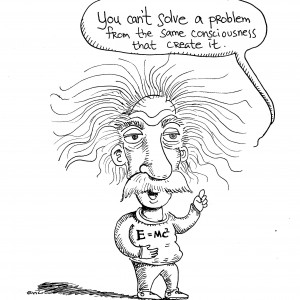 You can't solve a problem
from the same consciousness
that create it.
E=MC²